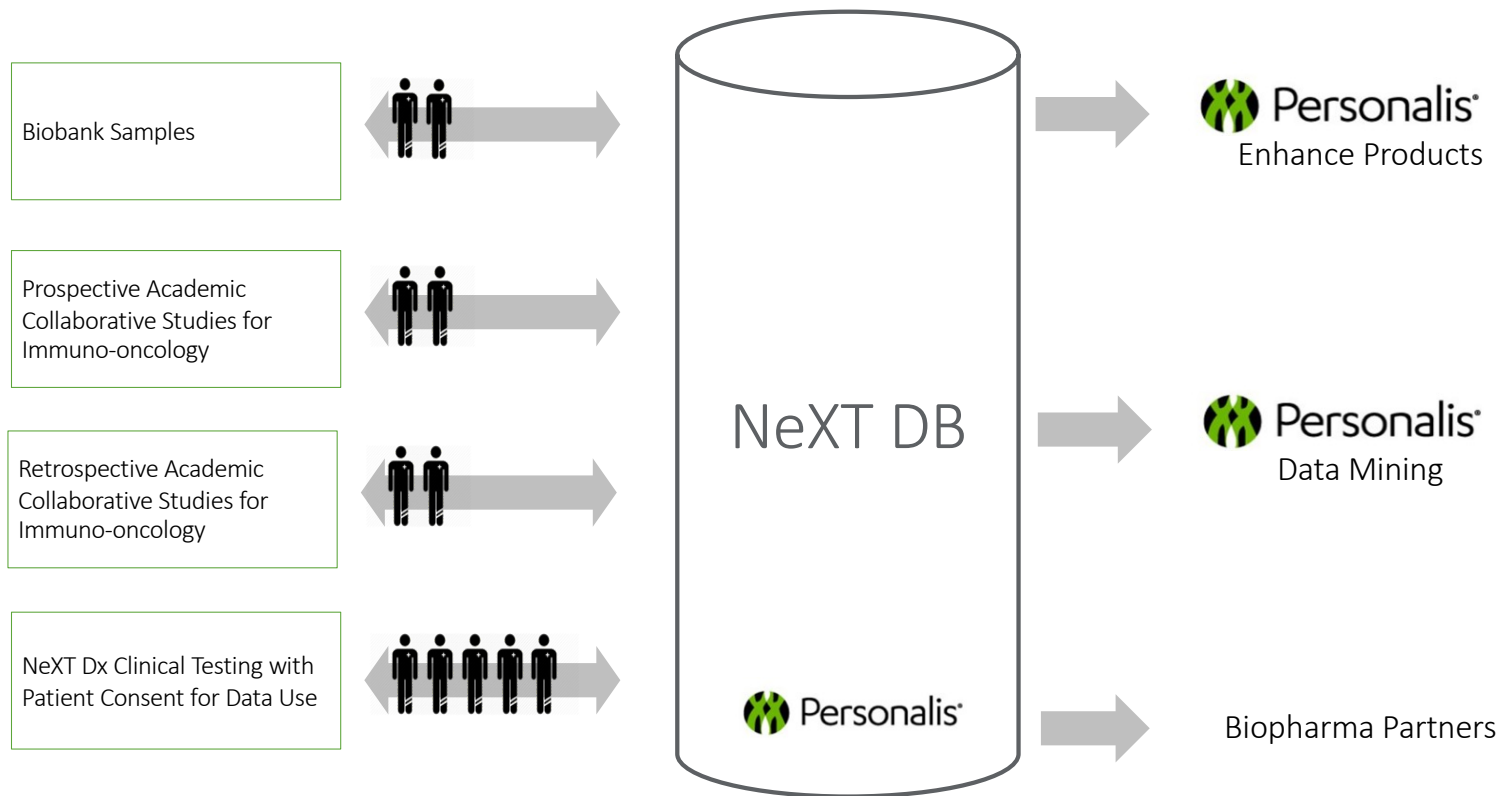 Biobank Samples
Prospective Academic
Collaborative Studies for
Immuno-oncology
Retrospective Academic
Collaborative Studies for
Immuno-oncology
NeXT Dx Clinical Testing with
Patient Consent for Data Use
NeXT DB
Personalis®
Personalis®
Enhance Products
Personalis®
Data Mining
Biopharma Partners